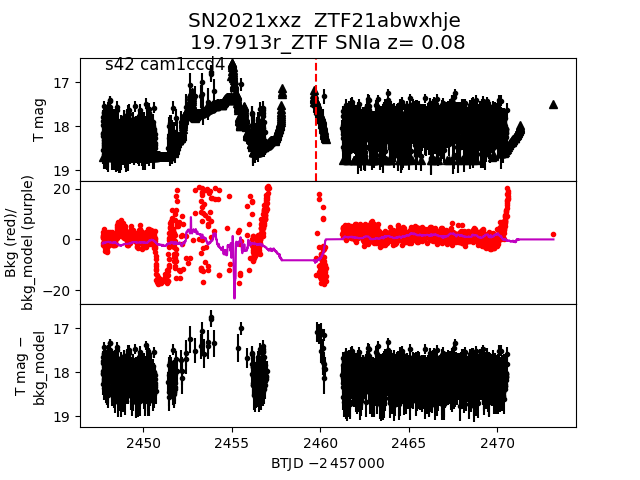 SN2021xxz  ZTF21abwxhje
19.7913r_ZTF SNIa z= 0.08
s42 cam1ccd4
17
18
19
T mag
20
0
−20
Bkg (red)/
bkg_model (purple)
17
18
19
T mag −
bkg_model
2450
2455
2460
2465
2470
BTJD −2 457 000